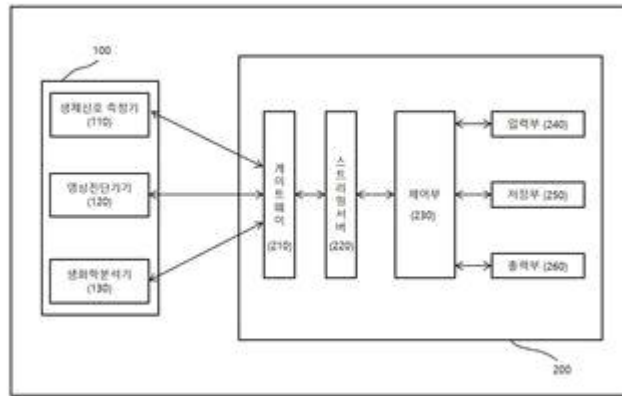 100
생체신호 측정기
(110)
영상진단기기
(120)
생화학분석기
(130)
게이트웨이
(210)
스트리밍서버
(220)
제어부
(230)
입력부 (240)
저장부 (250)
출력부 (260)
200